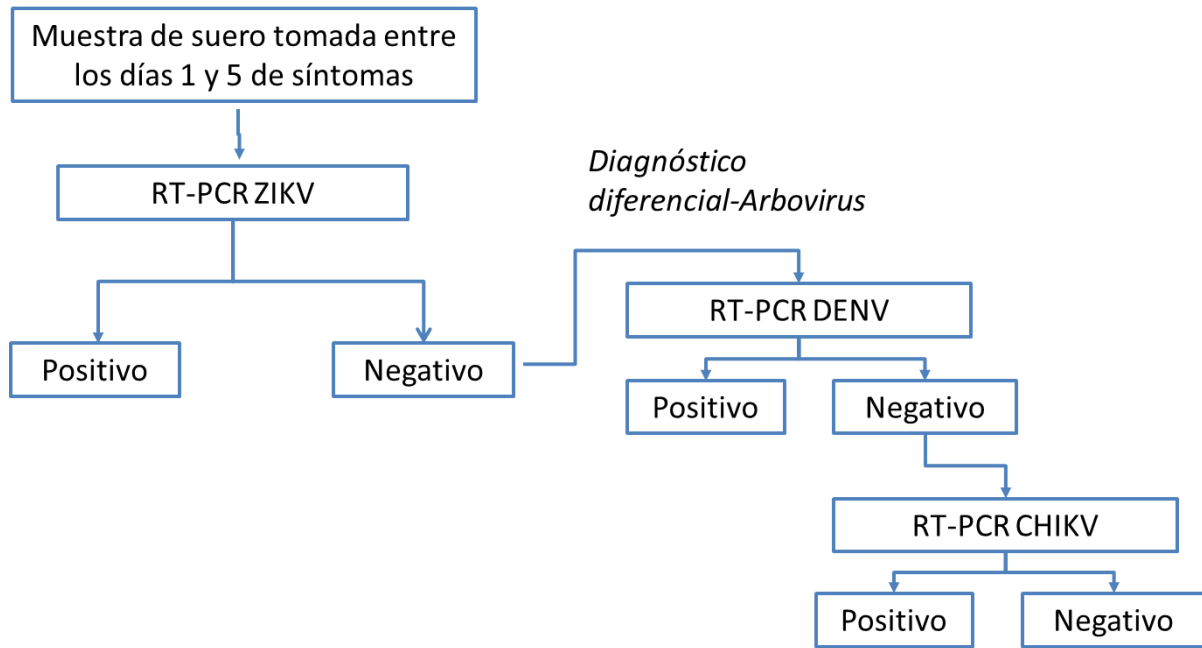 Muestra de suero tomada entre
los días 1 y 5 de síntomas
RT-PCR ZIKV
Positivo
Negativo
Diagnóstico
diferencial-Arbovirus
RT-PCR DENV
Positivo
Negativo
RT-PCR CHIKV
Positivo
Negativo